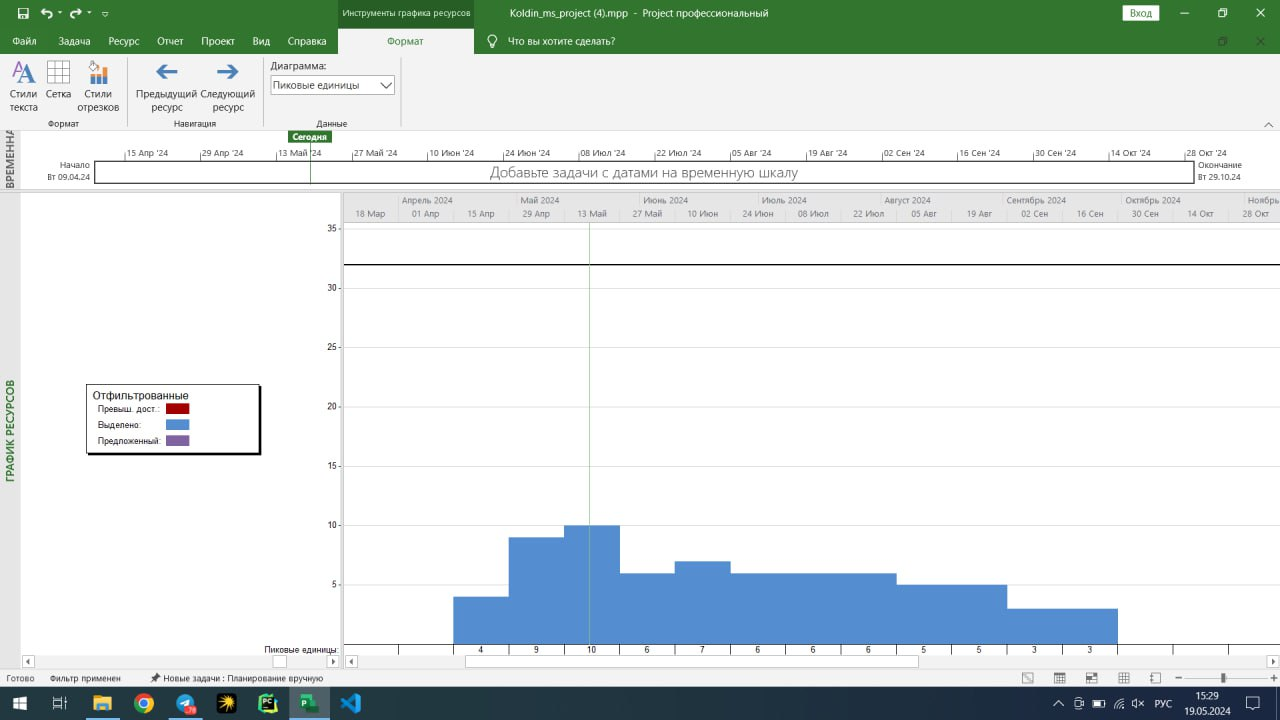 Инструменты графика ресурсов
Koldin_ms_project (4).mpp - Project профессиональный
Вход
Файл Задача Ресурс Отчет Проект Вид Справка Формат Что вы хотите сделать?
Стили текста
Сетка
Стили отрезков
Предыдущий ресурс
Следующий ресурс
Диаграмма:
Пиковые единицы
Формат Навигация Данные
Сегодня
ВРЕМЕННА
15 Апр '24 29 Апр '24 13 Май '24 27 Май '24 10 Июн '24 24 Июн '24 08 Июл '24 22 Июл '24 05 Авг '24 19 Авг '24 02 Сен '24 16 Сен '24 30 Сен '24 14 Окт '24 28 Окт '24
Начало
Вт 09.04.24
Добавьте задачи с датами на временную шкалу
Окончание
Вт 29.10.24
Апрель 2024 Май 2024 Июнь 2024 Июль 2024 Август 2024 Сентябрь 2024 Октябрь 2024 Ноябрь
18 Мар 01 Апр 15 Апр 29 Апр 13 Май 27 Май 10 Июн 24 Июн 08 Июл 22 Июл 05 Авг 19 Авг 02 Сен 16 Сен 30 Сен 14 Окт 28 Окт
ГРАФИК РЕСУРСОВ
Отфильтрованные
Превыш. дост.:
Выделено:
Предложенный:
35
30
25
20
15
10
5
Пиковые единицы: 4 9 10 6 7 6 6 6 5 5 3 3
Готово Фильтр применен Новые задачи : Планирование вручную
РУС
15:29
19.05.2024